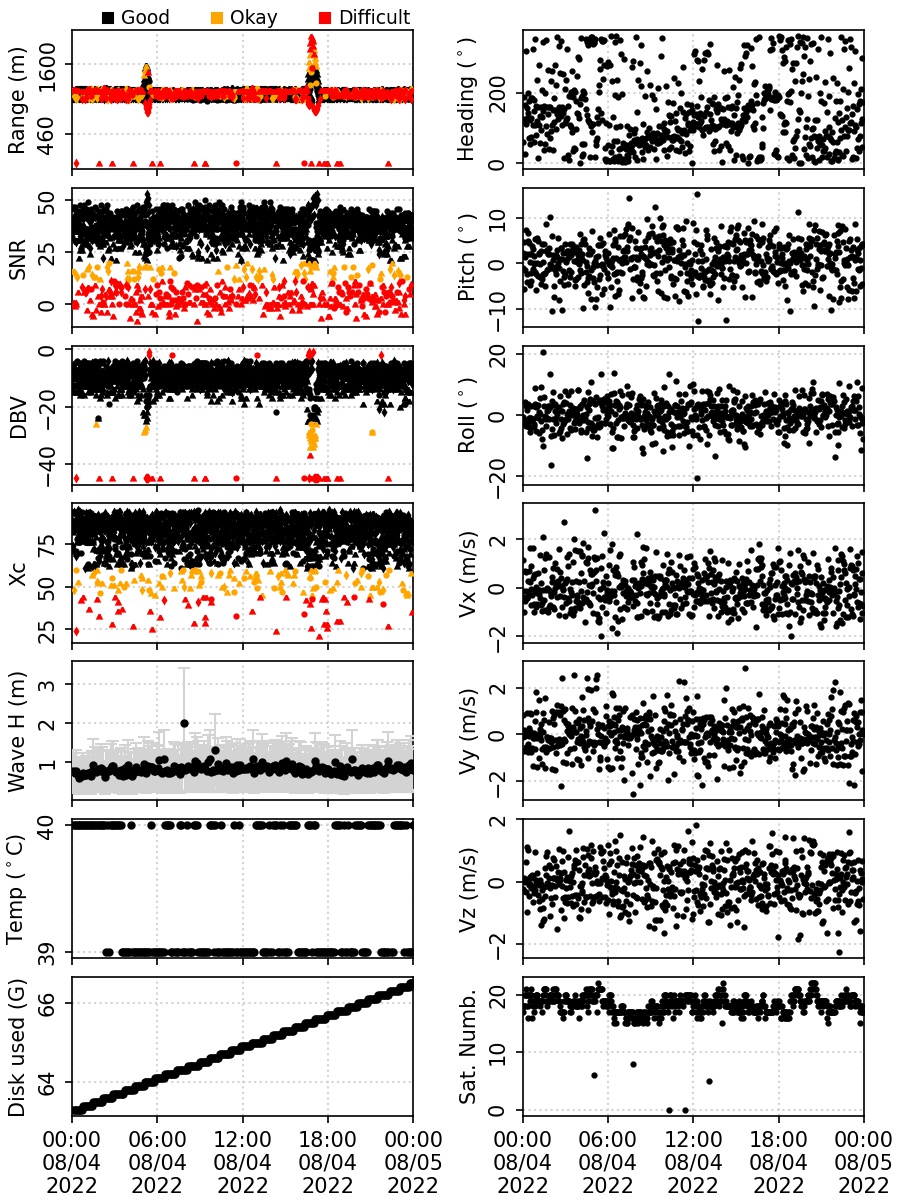 Good Okay Difficult
Range (m)
1600
460
Heading (°)
200
0
SNR
50
25
0
Pitch (°)
10
0
−10
DBV
0
−20
−40
Roll (°)
20
0
−20
Xc
75
50
25
Vx (m/s)
2
0
−2
Wave H (m)
3
2
1
Vy (m/s)
2
0
−2
Temp (°C)
40
39
Vz (m/s)
2
0
−2
Disk used (G)
66
64
Sat. Numb.
20
10
0
00:00 06:00 12:00 18:00 00:00
08/04 08/04 08/04 08/04 08/05
2022 2022 2022 2022 2022
00:00 06:00 12:00 18:00 00:00
08/04 08/04 08/04 08/04 08/05
2022 2022 2022 2022 2022